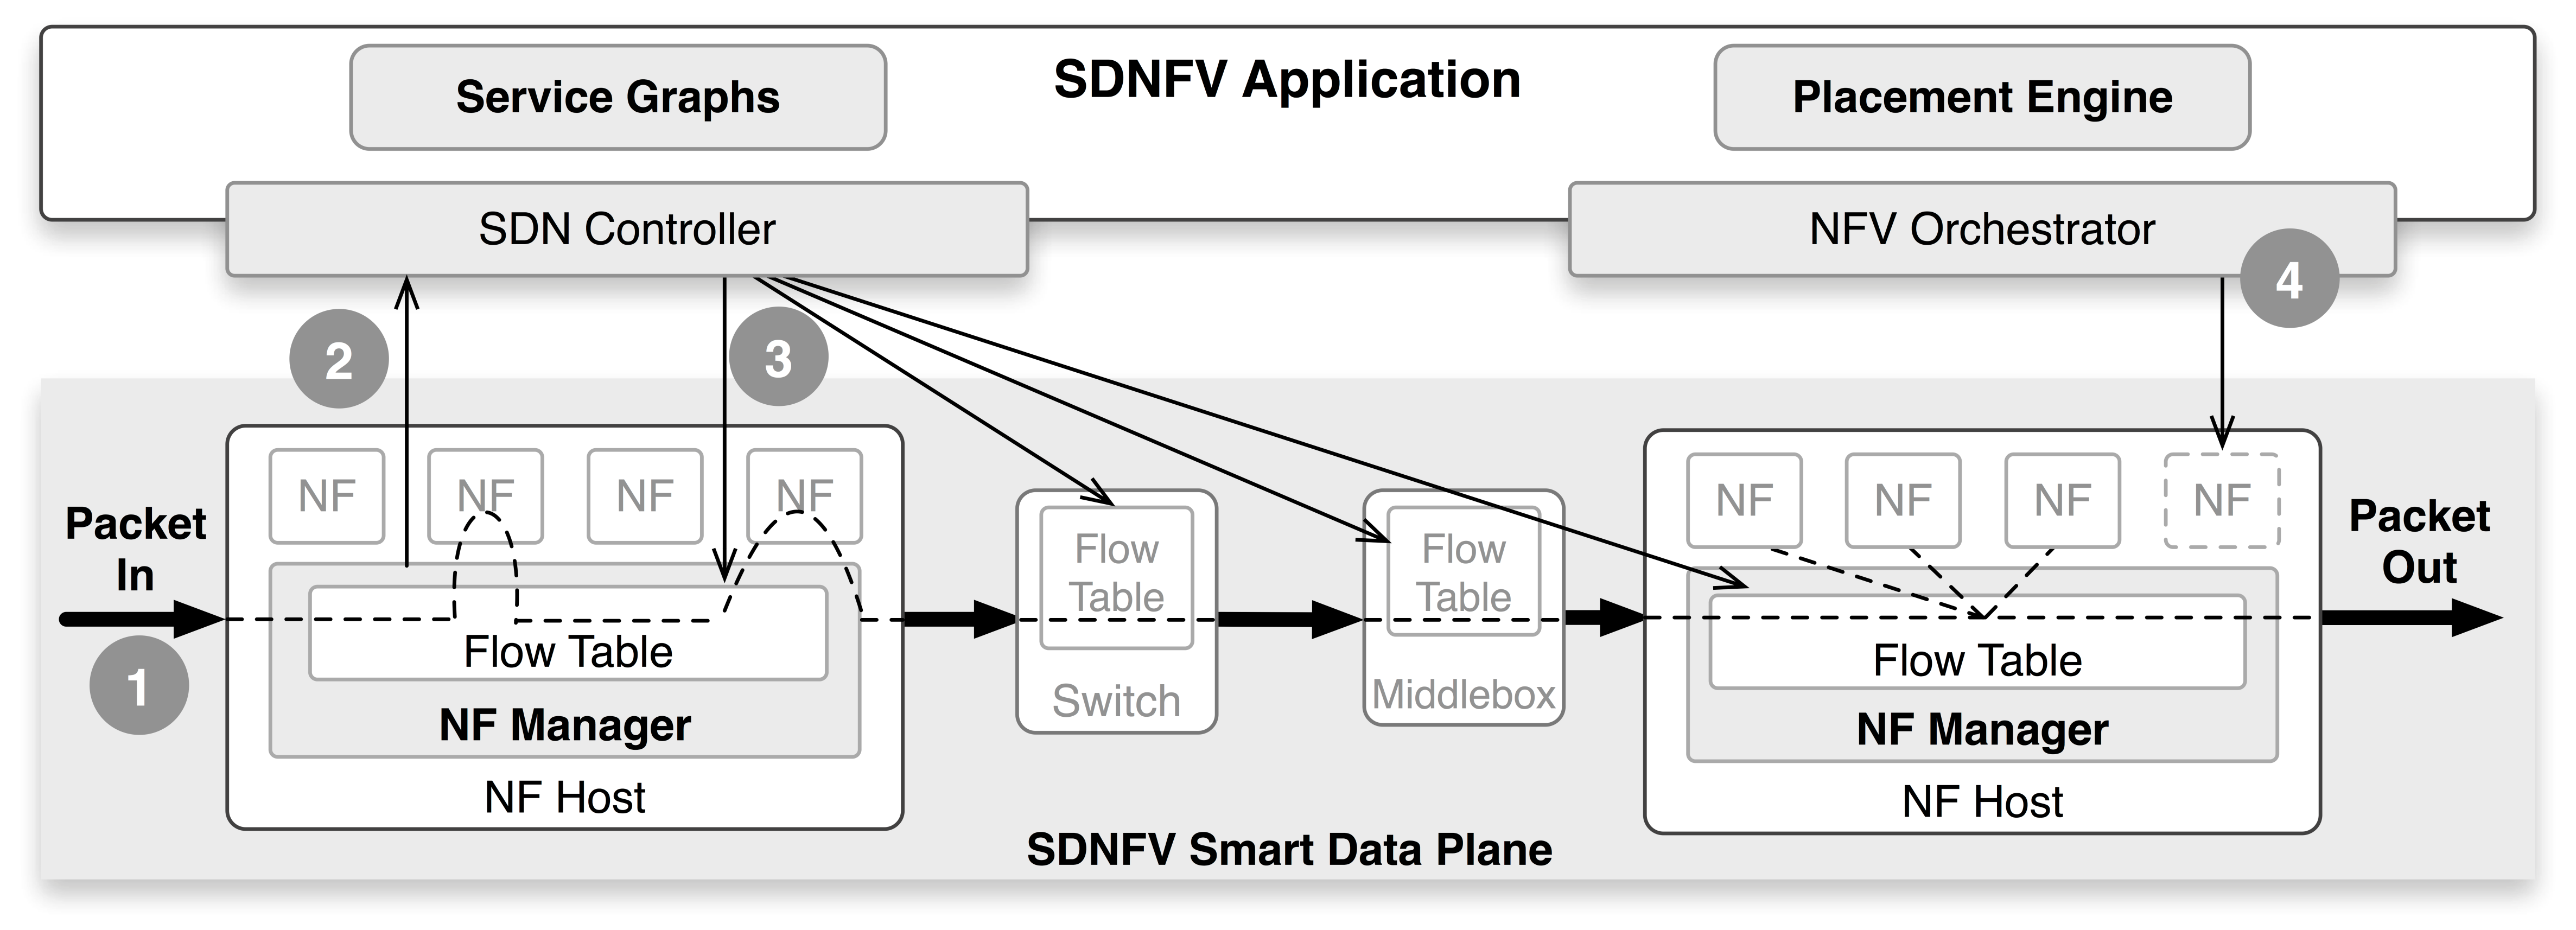 SDNFV Application
Service Graphs
Placement Engine
SDN Controller
NFV Orchestrator
4
2
3
NF
NF
NF
NF
NF
NF
NF
NF
Packet
In
Packet
Out
1
Flow
Table
Flow
Table
Flow Table
Flow Table
Switch
Middlebox
NF Manager
NF Manager
NF Host
NF Host
SDNFV Smart Data Plane